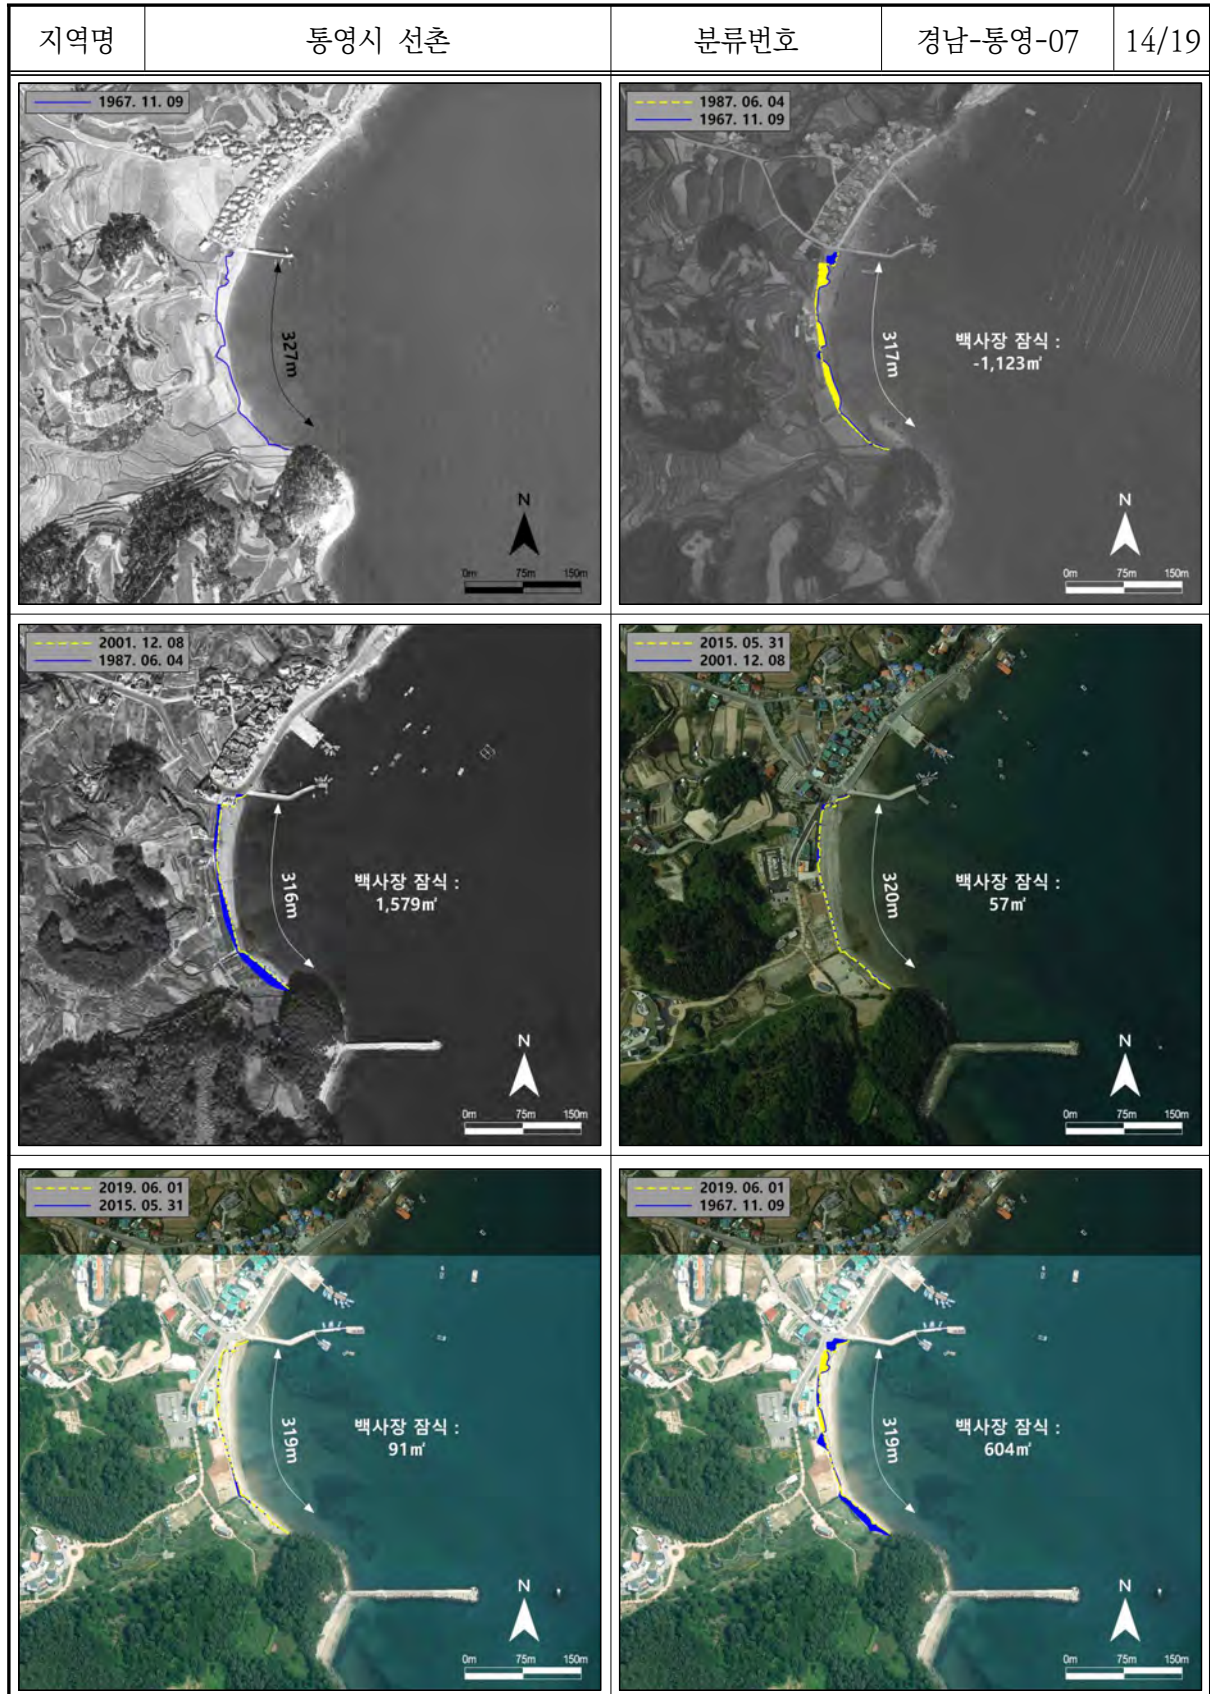 지역명 통영시 선촌 분류번호 경남-통영-07 14/19
1967. 11. 09
327m
N
0m 75m 150m
1987. 06. 04
1967. 11. 09
317m
백사장 잠식 :
-1,123㎡
N
0m 75m 150m
2001. 12. 08
1987. 06. 04
316m
백사장 잠식 :
1,579㎡
N
0m 75m 150m
2015. 05. 31
2001. 12. 08
320m
백사장 잠식 :
57㎡
N
0m 75m 150m
2019. 06. 01
2015. 05. 31
319m
백사장 잠식 :
91㎡
N
0m 75m 150m
2019. 06. 01
1967. 11. 09
319m
백사장 잠식 :
604㎡
N
0m 75m 150m